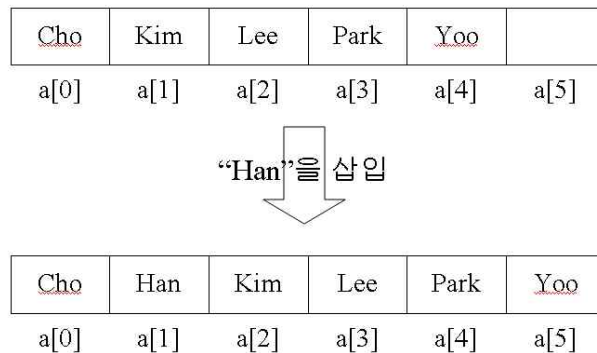 Cho Kim Lee Park Yoo
a[0] a[1] a[2] a[3] a[4] a[5]
“Han”을 삽입
Cho Han Kim Lee Park Yoo
a[0] a[1] a[2] a[3] a[4] a[5]